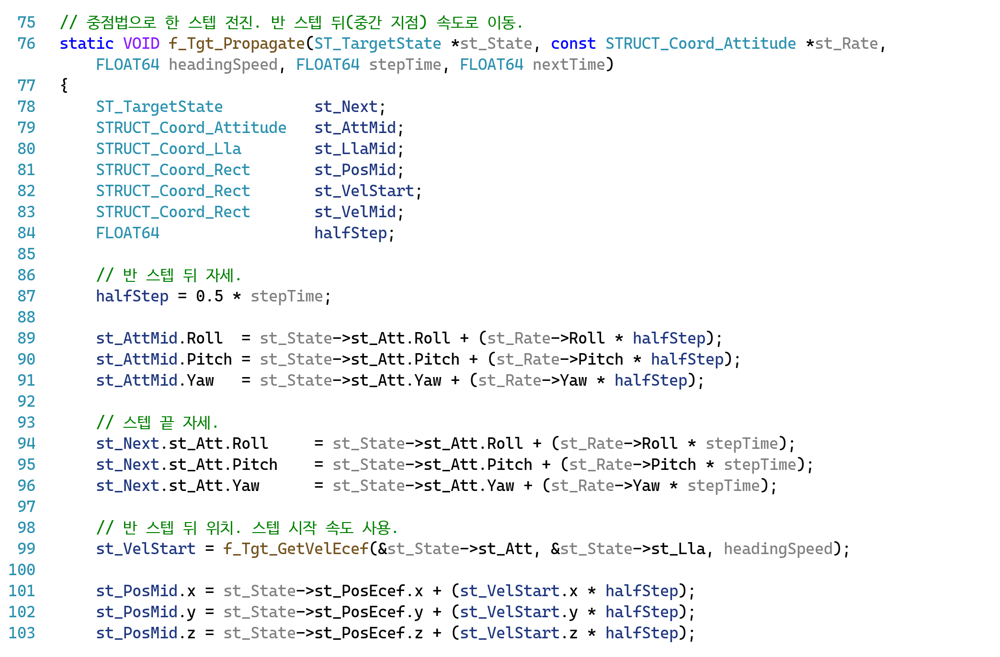 75 // 중점법으로 한 스텝 전진. 반 스텝 뒤(중간 지점) 속도로 이동.
76 static VOID f_Tgt_Propagate(ST_TargetState *st_State, const STRUCT_Coord_Attitude *st_Rate,
FLOAT64 headingSpeed, FLOAT64 stepTime, FLOAT64 nextTime)
77 {
78 ST_TargetState st_Next;
79 STRUCT_Coord_Attitude st_AttMid;
80 STRUCT_Coord_Lla st_LlaMid;
81 STRUCT_Coord_Rect st_PosMid;
82 STRUCT_Coord_Rect st_VelStart;
83 STRUCT_Coord_Rect st_VelMid;
84 FLOAT64 halfStep;
85
86 // 반 스텝 뒤 자세.
87 halfStep = 0.5 * stepTime;
88
89 st_AttMid.Roll = st_State->st_Att.Roll + (st_Rate->Roll * halfStep);
90 st_AttMid.Pitch = st_State->st_Att.Pitch + (st_Rate->Pitch * halfStep);
91 st_AttMid.Yaw = st_State->st_Att.Yaw + (st_Rate->Yaw * halfStep);
92
93 // 스텝 끝 자세.
94 st_Next.st_Att.Roll = st_State->st_Att.Roll + (st_Rate->Roll * stepTime);
95 st_Next.st_Att.Pitch = st_State->st_Att.Pitch + (st_Rate->Pitch * stepTime);
96 st_Next.st_Att.Yaw = st_State->st_Att.Yaw + (st_Rate->Yaw * stepTime);
97
98 // 반 스텝 뒤 위치. 스텝 시작 속도 사용.
99 st_VelStart = f_Tgt_GetVelEcef(&st_State->st_Att, &st_State->st_Lla, headingSpeed);
100
101 st_PosMid.x = st_State->st_PosEcef.x + (st_VelStart.x * halfStep);
102 st_PosMid.y = st_State->st_PosEcef.y + (st_VelStart.y * halfStep);
103 st_PosMid.z = st_State->st_PosEcef.z + (st_VelStart.z * halfStep);